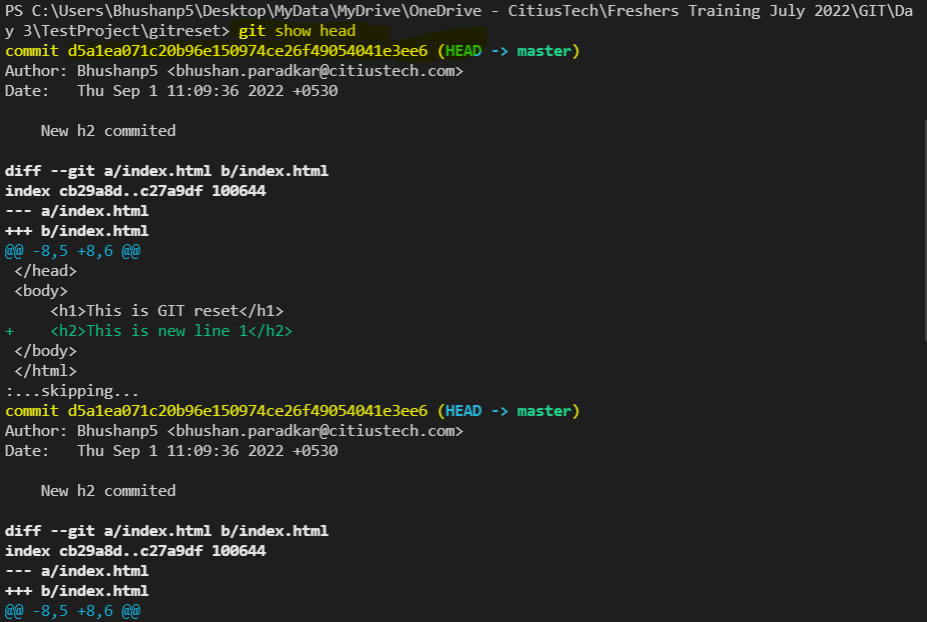 PS C:\Users\Bhushanp5\Desktop\MyData\MyDrive\OneDrive - CitiusTech\Freshers Training July 2022\GIT\Da
y 3\TestProject\gitreset> git show head
commit d5a1ea071c20b96e150974ce26f49054041e3ee6 (HEAD -> master)
Author: Bhushanp5 <bhushan.paradkar@citiustech.com>
Date:   Thu Sep 1 11:09:36 2022 +0530

    New h2 commited

diff --git a/index.html b/index.html
index cb29a8d..c27a9df 100644
--- a/index.html
+++ b/index.html
@@ -8,5 +8,6 @@
 </head>
 <body>
     <h1>This is GIT reset</h1>
+    <h2>This is new line 1</h2>
 </body>
 </html>
:...skipping...
commit d5a1ea071c20b96e150974ce26f49054041e3ee6 (HEAD -> master)
Author: Bhushanp5 <bhushan.paradkar@citiustech.com>
Date:   Thu Sep 1 11:09:36 2022 +0530

    New h2 commited

diff --git a/index.html b/index.html
index cb29a8d..c27a9df 100644
--- a/index.html
+++ b/index.html
@@ -8,5 +8,6 @@